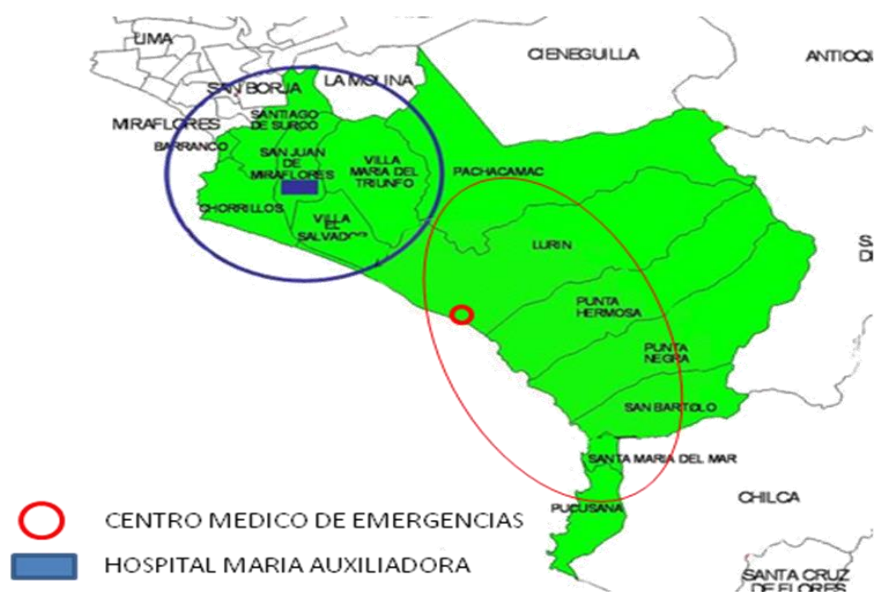 LIMA
CIENEGUILLA
ANTIOQU
SAN BORJA
LA MOLINA
MIRAFLORES
SANTIAGO
DE SURCO
BARRANCO
SAN JUAN
DE
MIRAFLORES
VILLA
MARIA DEL
TRIUNFO
PACHACAMAC
CHORRILLOS
VILLA
EL
SALVADOR
LURIN
S
D
PUNTA
HERMOSA
PUNTA
NEGRA
SAN BARTOLO
SANTA MARIA DEL MAR
CHILCA
PUCUSANA
CENTRO MEDICO DE EMERGENCIAS
HOSPITAL MARIA AUXILIADORA
SANTA CRUZ
DE FLORES